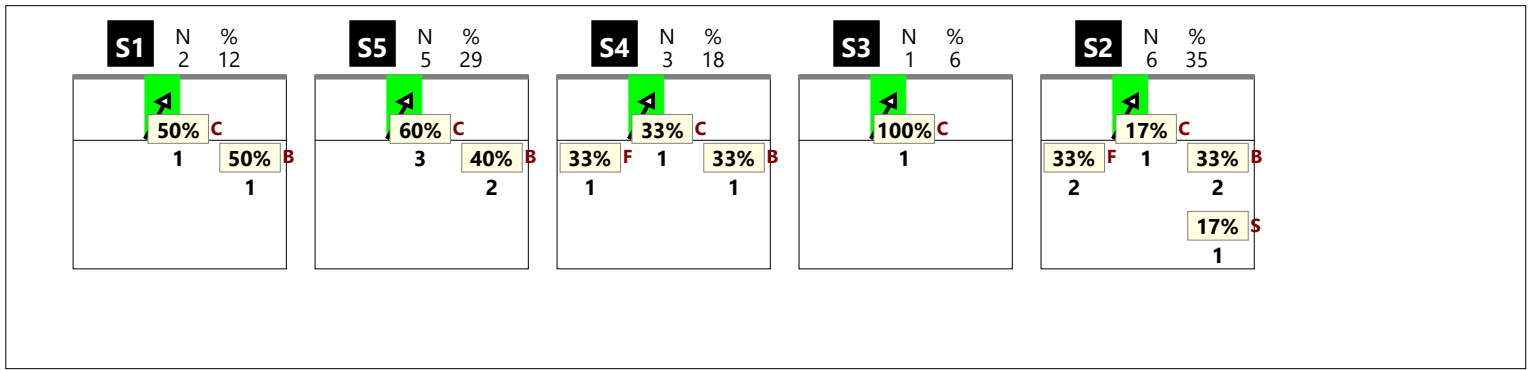 S1 N % S5 N % S4 N % S3 N % S2 N %
2 12 5 29 3 18 1 6 6 35
50% C 60% C 33% C 100% C 17% C
1 50% B 3 40% B 33% F 1 33% B 1 33% F 1 33% B
1 2 1 1 2 2
17% S
1